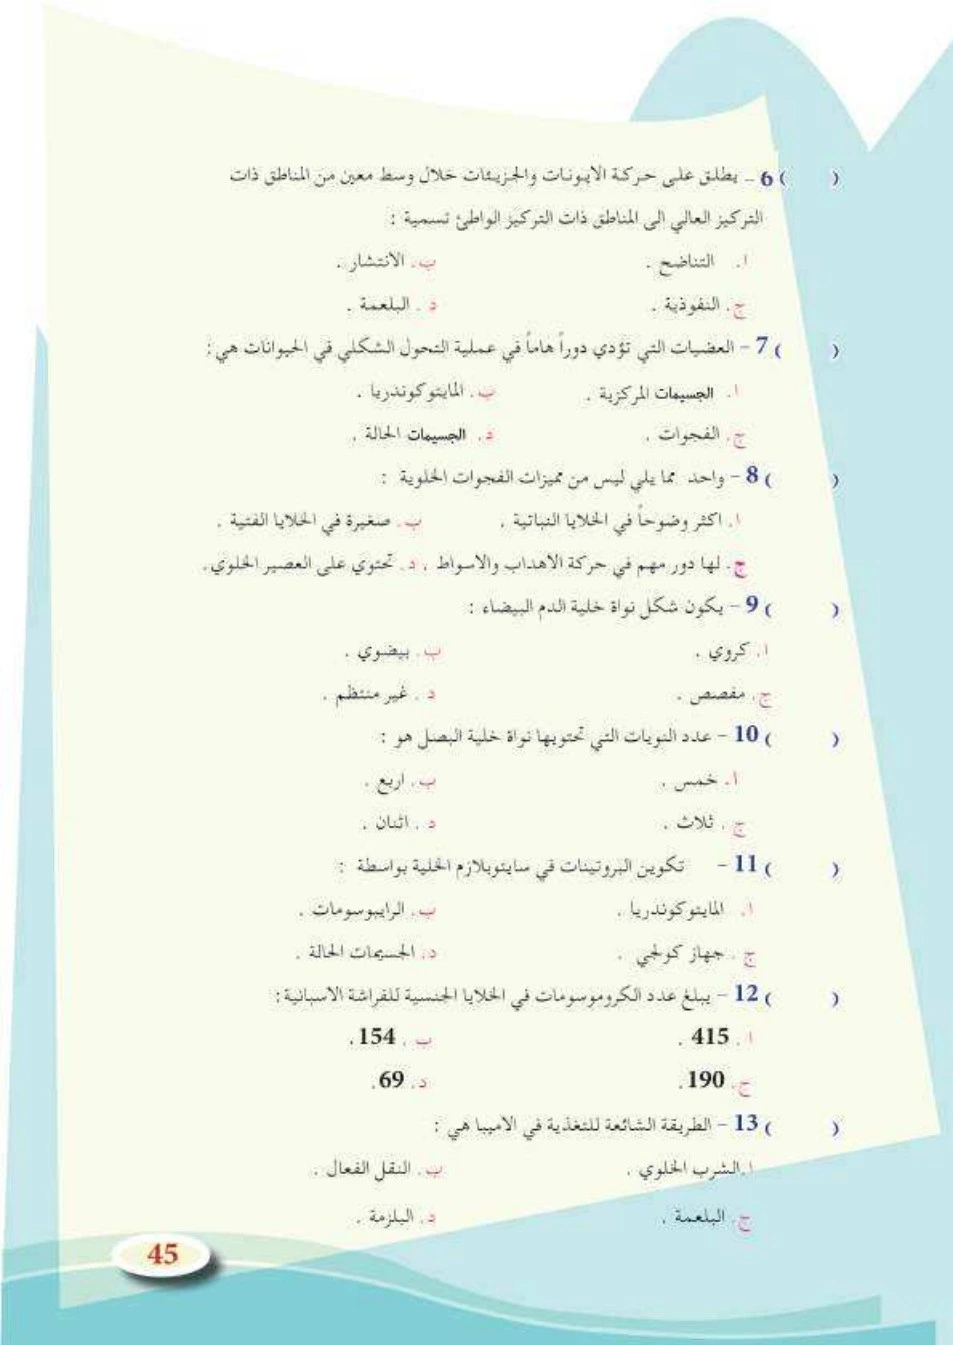 (    ) 6 – يطلق على حركة الايونات والجزيئات خلال وسط معين من المناطق ذات
التركيز العالي الى المناطق ذات التركيز الواطئ تسمية :
ا. التناضح . ب. الانتشار .
ج. النفوذية . د . البلعمة .
(    ) 7 – العضيات التي تؤدي دوراً هاماً في عملية التحول الشكلي في الحيوانات هي :
ا. الجسيمات المركزية . ب. المايتوكوندريا .
ج. الفجوات . د. الجسيمات الحالة .
(    ) 8 – واحد مما يلي ليس من مميزات الفجوات الخلوية :
ا. اكثر وضوحاً في الخلايا النباتية . ب. صغيرة في الخلايا الفتية .
ج. لها دور مهم في حركة الاهداب والاسواط . د. تحتوي على العصير الخلوي.
(    ) 9 – يكون شكل نواة خلية الدم البيضاء :
ا. كروي . ب. بيضوي .
ج. مفصص . د . غير منتظم .
(    ) 10 – عدد النويات التي تحتويها نواة خلية البصل هو :
ا. خمس . ب. اربع .
ج . ثلاث . د . اثنان .
(    ) 11 – تكوين البروتينات في سايتوبلازم الخلية بواسطة :
ا. المايتوكوندريا . ب. الرايبوسومات .
ج . جهاز كولجي . د. الجسيمات الحالة .
(    ) 12 – يبلغ عدد الكروموسومات في الخلايا الجنسية للفراشة الاسبانية :
ا . 415 . ب . 154 .
ج. 190 . د. 69 .
(    ) 13 – الطريقة الشائعة للتغذية في الاميبا هي :
ا.الشرب الخلوي . ب. النقل الفعال .
ج. البلعمة . د. البلزمة .
45